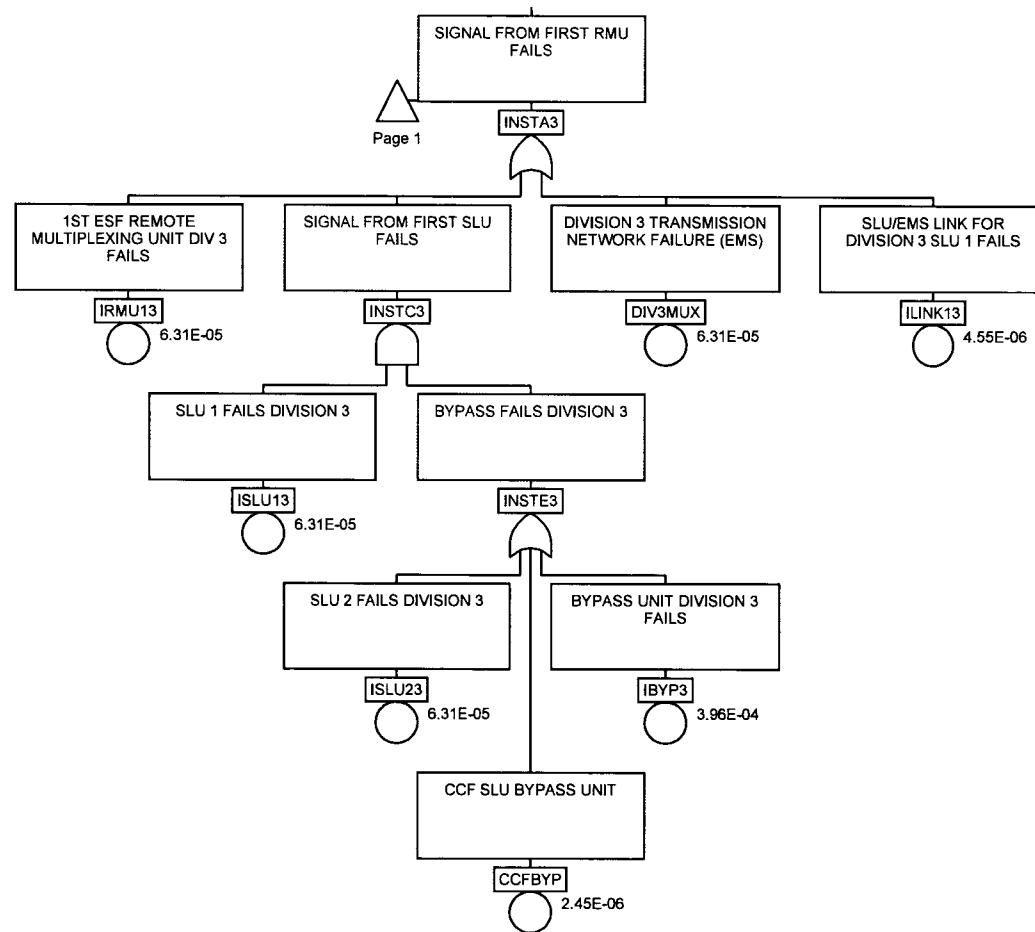 SIGNAL FROM FIRST RMU
FAILS
Page 1
INSTA3
1ST ESF REMOTE
MULTIPLEXING UNIT DIV 3
FAILS
IRMU13
6.31E-05
SIGNAL FROM FIRST SLU
FAILS
INSTC3
DIVISION 3 TRANSMISSION
NETWORK FAILURE (EMS)
DIV3MUX
6.31E-05
SLU/EMS LINK FOR
DIVISION 3 SLU 1 FAILS
ILINK13
4.55E-06
SLU 1 FAILS DIVISION 3
ISLU13
6.31E-05
BYPASS FAILS DIVISION 3
INSTE3
SLU 2 FAILS DIVISION 3
ISLU23
6.31E-05
BYPASS UNIT DIVISION 3
FAILS
IBYP3
3.96E-04
CCF SLU BYPASS UNIT
CCFBYP
2.45E-06